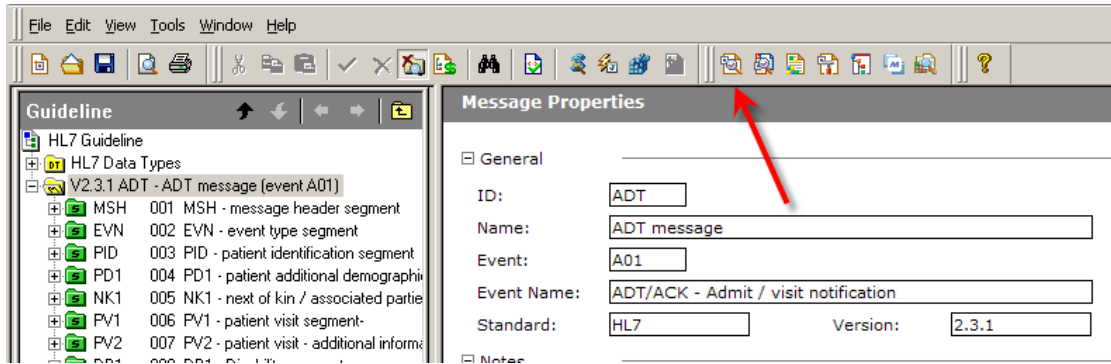 File Edit View Tools Window Help
Guideline
HL7 Guideline
DT HL7 Data Types
V2.3.1 ADT - ADT message (event A01)
S MSH 001 MSH - message header segment
S EVN 002 EVN - event type segment
S PID 003 PID - patient identification segment
S PD1 004 PD1 - patient additional demographi
S NK1 005 NK1 - next of kin / associated partie
S PV1 006 PV1 - patient visit segment-
S PV2 007 PV2 - patient visit - additional informa
Message Properties
General
ID: ADT
Name: ADT message
Event: A01
Event Name: ADT/ACK - Admit / visit notification
Standard: HL7 Version: 2.3.1
Notes